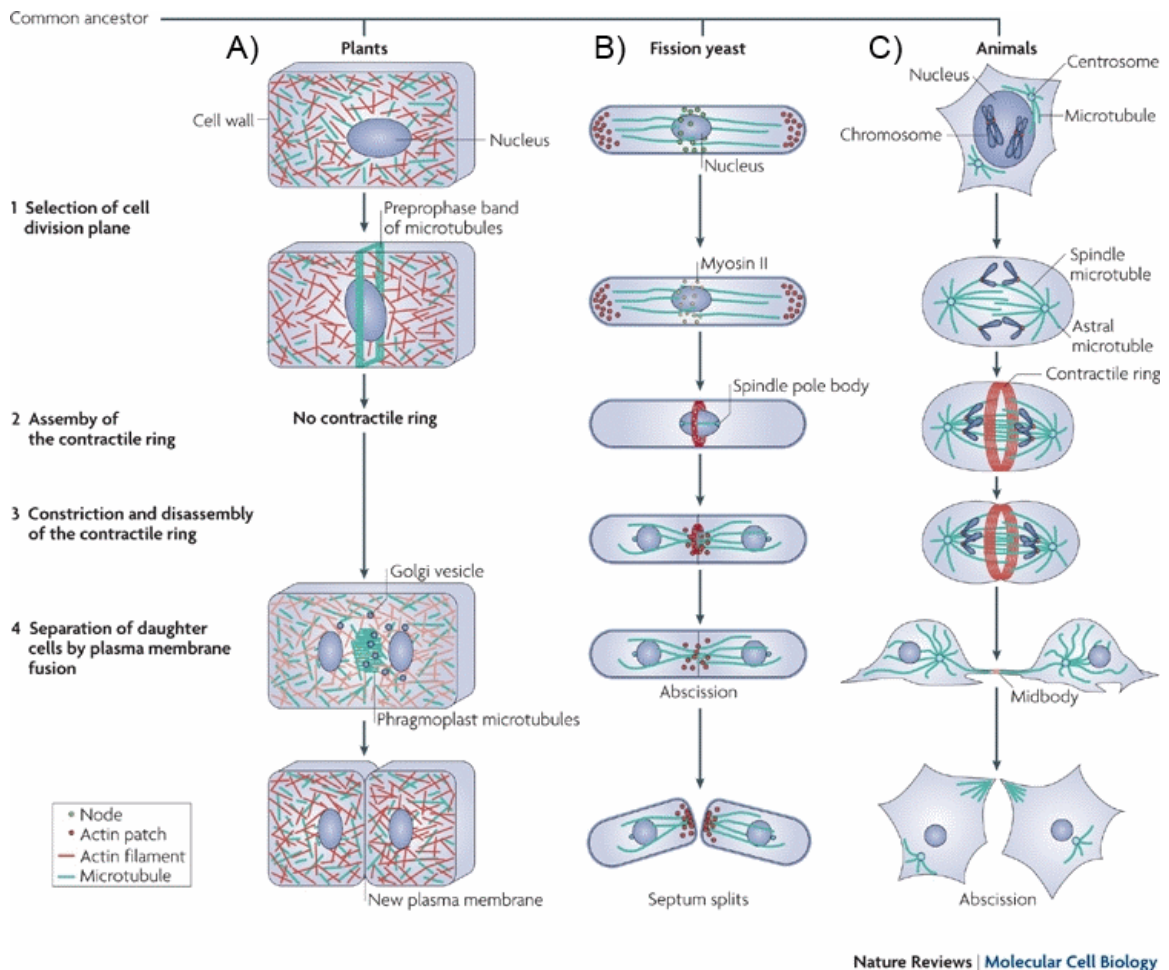 Common ancestor
A)
Plants
B)
Fission yeast
C)
Animals
Cell wall
Nucleus
Nucleus
Nucleus
Centrosome
Chromosome
Microtubule
1 Selection of cell
division plane
Preprophase band
of microtubules
Myosin II
Spindle
microtuble
Astral
microtuble
2 Assemby of
the contractile ring
No contractile ring
Spindle pole body
Contractile ring
3 Constriction and disassembly
of the contractile ring
4 Separation of daughter
cells by plasma membrane
fusion
Golgi vesicle
Phragmoplast microtubules
Abscission
Midbody
Node
Actin patch
Actin filament
Microtubule
New plasma membrane
Septum splits
Abscission
Nature Reviews | Molecular Cell Biology